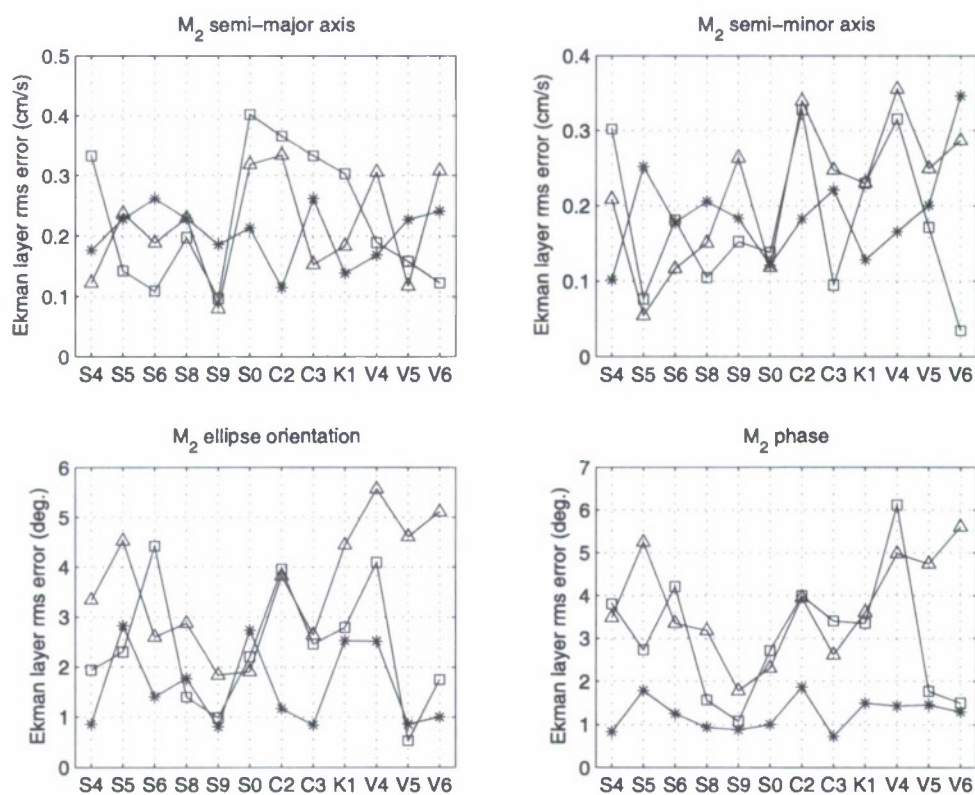 M2 semi-major axis
Ekman layer rms error (cm/s)
0.5
0.4
0.3
0.2
0.1
0
S4 S5 S6 S8 S9 S0 C2 C3 K1 V4 V5 V6
M2 semi-minor axis
Ekman layer rms error (cm/s)
0.4
0.3
0.2
0.1
0
S4 S5 S6 S8 S9 S0 C2 C3 K1 V4 V5 V6
M2 ellipse orientation
Ekman layer rms error (deg.)
6
5
4
3
2
1
0
S4 S5 S6 S8 S9 S0 C2 C3 K1 V4 V5 V6
M2 phase
Ekman layer rms error (deg.)
7
6
5
4
3
2
1
0
S4 S5 S6 S8 S9 S0 C2 C3 K1 V4 V5 V6